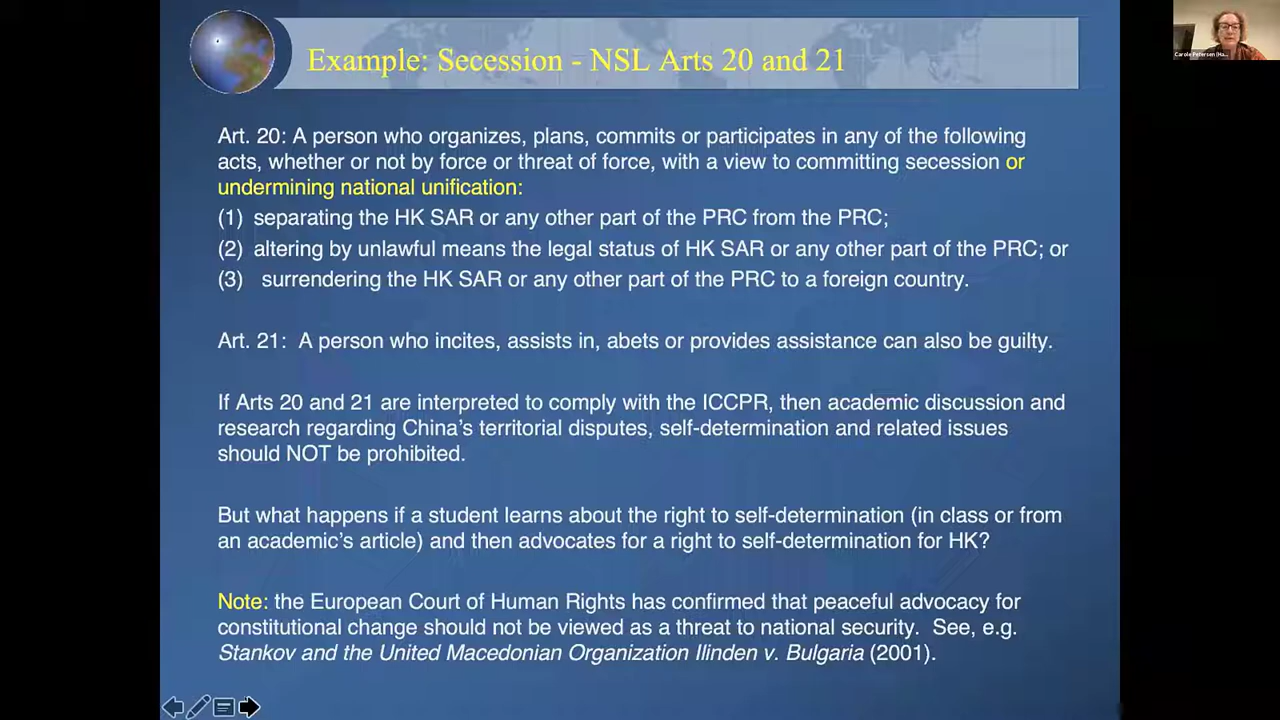 Example: Secession - NSL Arts 20 and 21
Carole Petersen (Ha...
Art. 20: A person who organizes, plans, commits or participates in any of the following
acts, whether or not by force or threat of force, with a view to committing secession or
undermining national unification:
(1) separating the HK SAR or any other part of the PRC from the PRC;
(2) altering by unlawful means the legal status of HK SAR or any other part of the PRC; or
(3) surrendering the HK SAR or any other part of the PRC to a foreign country.
Art. 21: A person who incites, assists in, abets or provides assistance can also be guilty.
If Arts 20 and 21 are interpreted to comply with the ICCPR, then academic discussion and
research regarding China's territorial disputes, self-determination and related issues
should NOT be prohibited.
But what happens if a student learns about the right to self-determination (in class or from
an academic's article) and then advocates for a right to self-determination for HK?
Note: the European Court of Human Rights has confirmed that peaceful advocacy for
constitutional change should not be viewed as a threat to national security. See, e.g.
Stankov and the United Macedonian Organization Ilinden v. Bulgaria (2001).